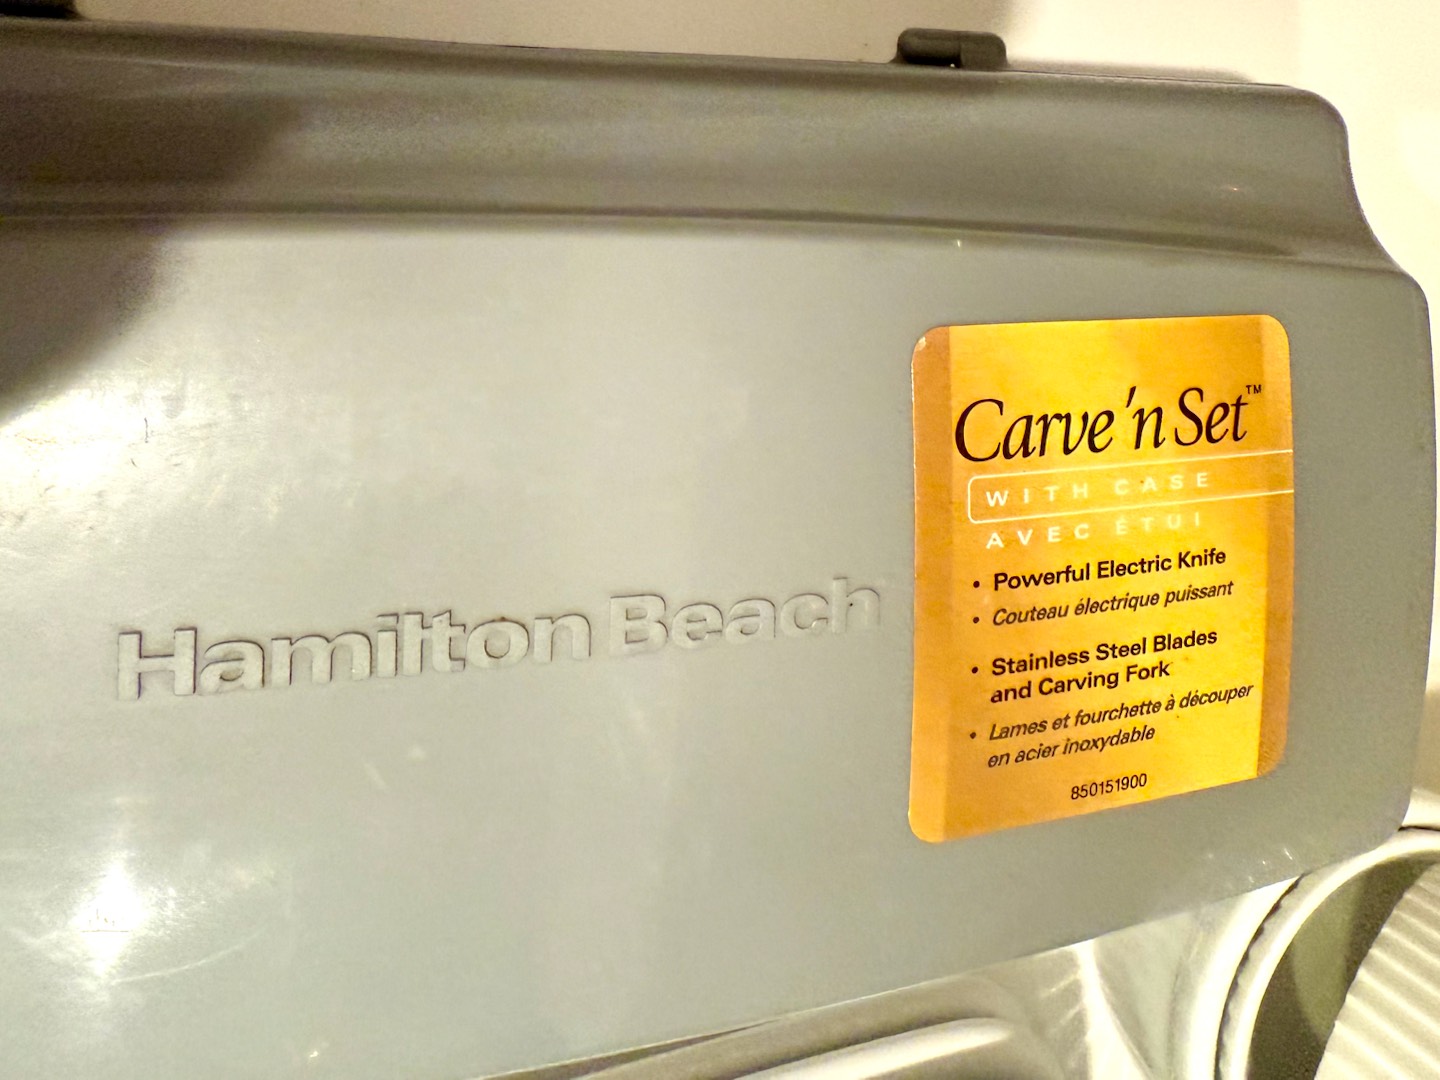 Hamilton Beach
Carve 'n Set™
WITH CASE
AVEC ÉTUI
• Powerful Electric Knife
• Couteau électrique puissant
• Stainless Steel Blades
and Carving Fork
• Lames et fourchette à découper
en acier inoxydable
850151900